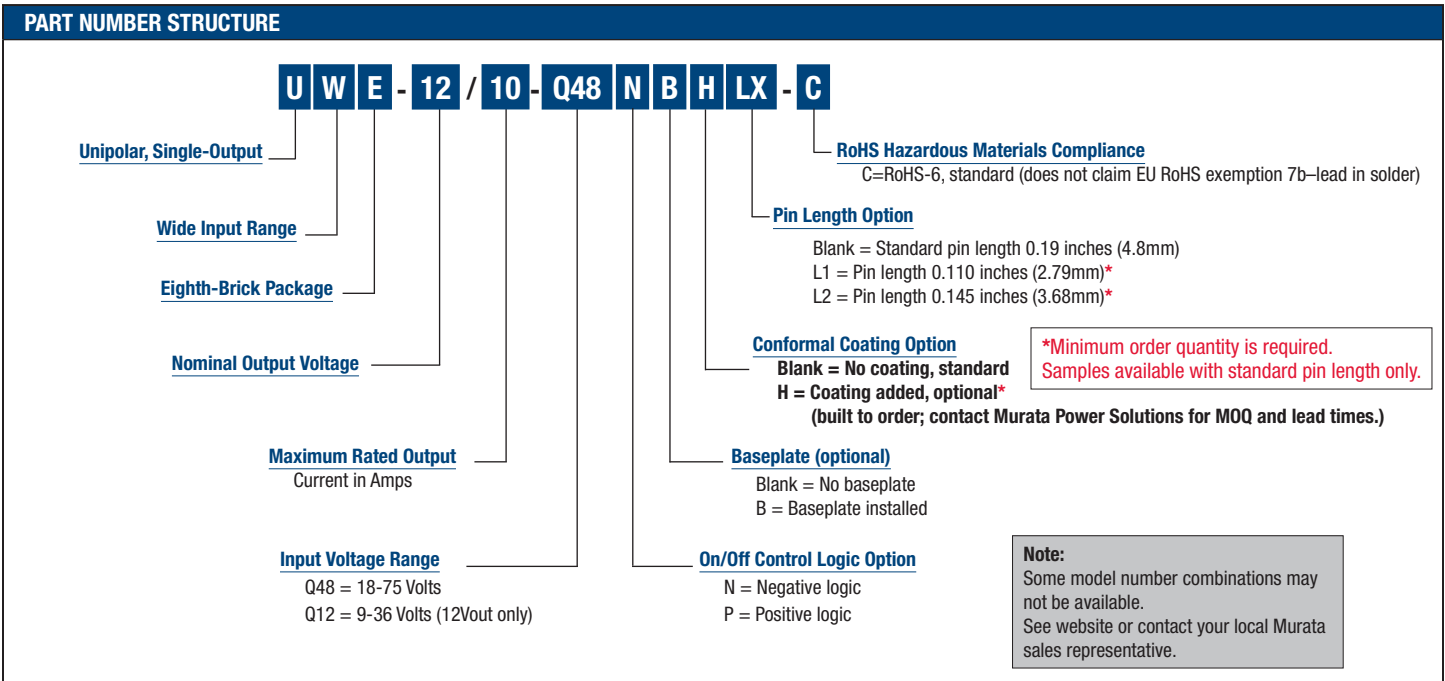 PART NUMBER STRUCTURE
U W E - 12 / 10 - Q48 N B H LX - C
Unipolar, Single-Output
RoHS Hazardous Materials Compliance
C=RoHS-6, standard (does not claim EU RoHS exemption 7b–lead in solder)
Wide Input Range
Pin Length Option
Blank = Standard pin length 0.19 inches (4.8mm)
L1 = Pin length 0.110 inches (2.79mm)*
L2 = Pin length 0.145 inches (3.68mm)*
Eighth-Brick Package
Nominal Output Voltage
Conformal Coating Option
Blank = No coating, standard
H = Coating added, optional*
(built to order; contact Murata Power Solutions for MOQ and lead times.)
*Minimum order quantity is required.
Samples available with standard pin length only.
Maximum Rated Output
Current in Amps
Baseplate (optional)
Blank = No baseplate
B = Baseplate installed
Input Voltage Range
Q48 = 18-75 Volts
Q12 = 9-36 Volts (12Vout only)
On/Off Control Logic Option
N = Negative logic
P = Positive logic
Note:
Some model number combinations may
not be available.
See website or contact your local Murata
sales representative.